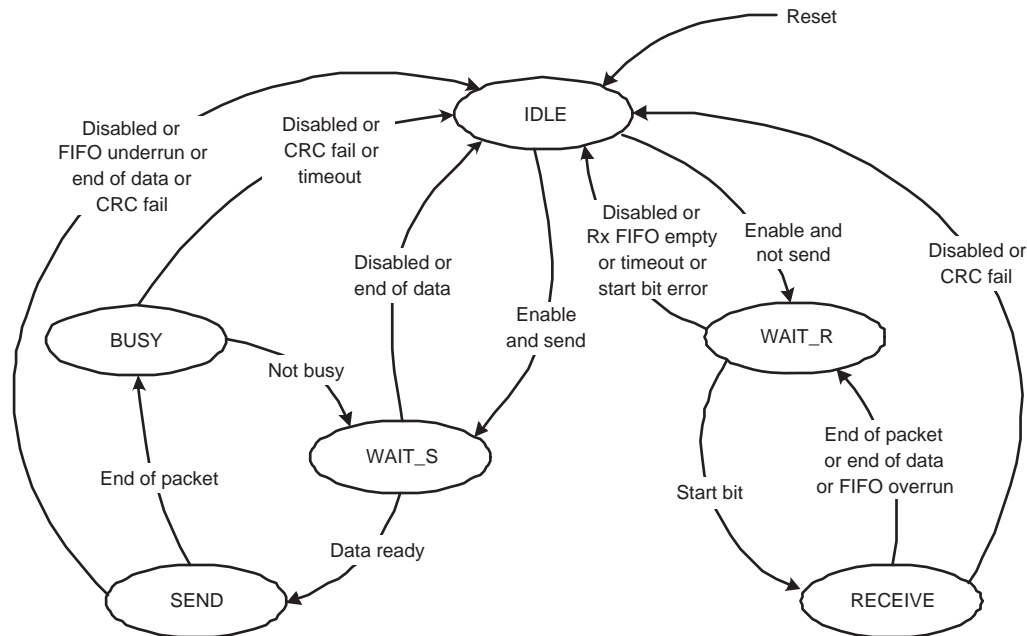 Reset
IDLE
Disabled or
FIFO underrun or
end of data or
CRC fail
Disabled or
CRC fail or
timeout
Disabled or
end of data
Enable
and send
Disabled or
Rx FIFO empty
or timeout or
start bit error
Enable and
not send
Disabled or
CRC fail
BUSY
WAIT_R
Not busy
WAIT_S
End of packet
Data ready
Start bit
End of packet
or end of data
or FIFO overrun
SEND
RECEIVE